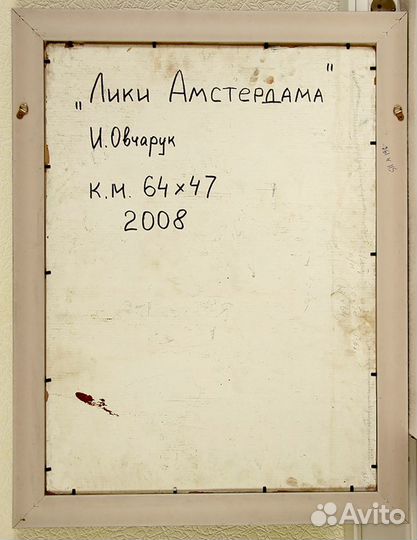 „Лики Амстердама"
И. Овчарук
к.м. 64×47
2008
Avito